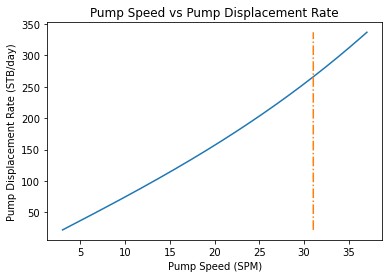 Pump Speed vs Pump Displacement Rate
Pump Displacement Rate (STB/day)
350
300
250
200
150
100
50
5 10 15 20 25 30 35
Pump Speed (SPM)